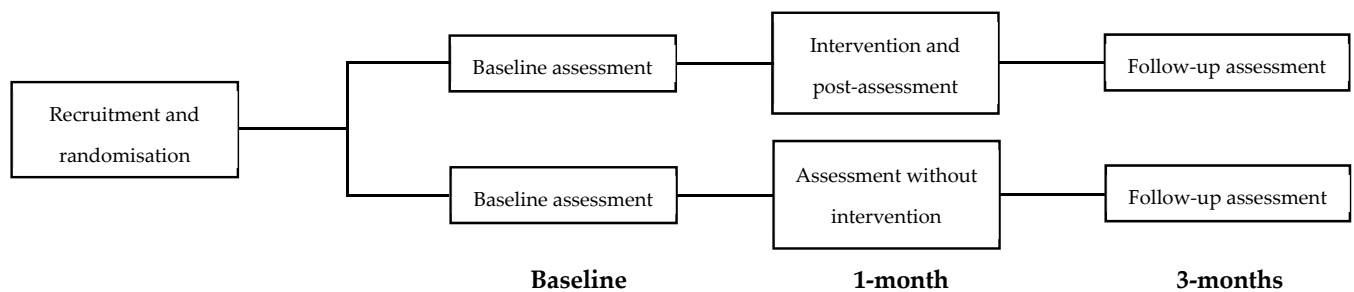 Recruitment and
randomisation
Baseline assessment
Intervention and
post-assessment
Follow-up assessment
Baseline assessment
Assessment without
intervention
Follow-up assessment
Baseline
1-month
3-months